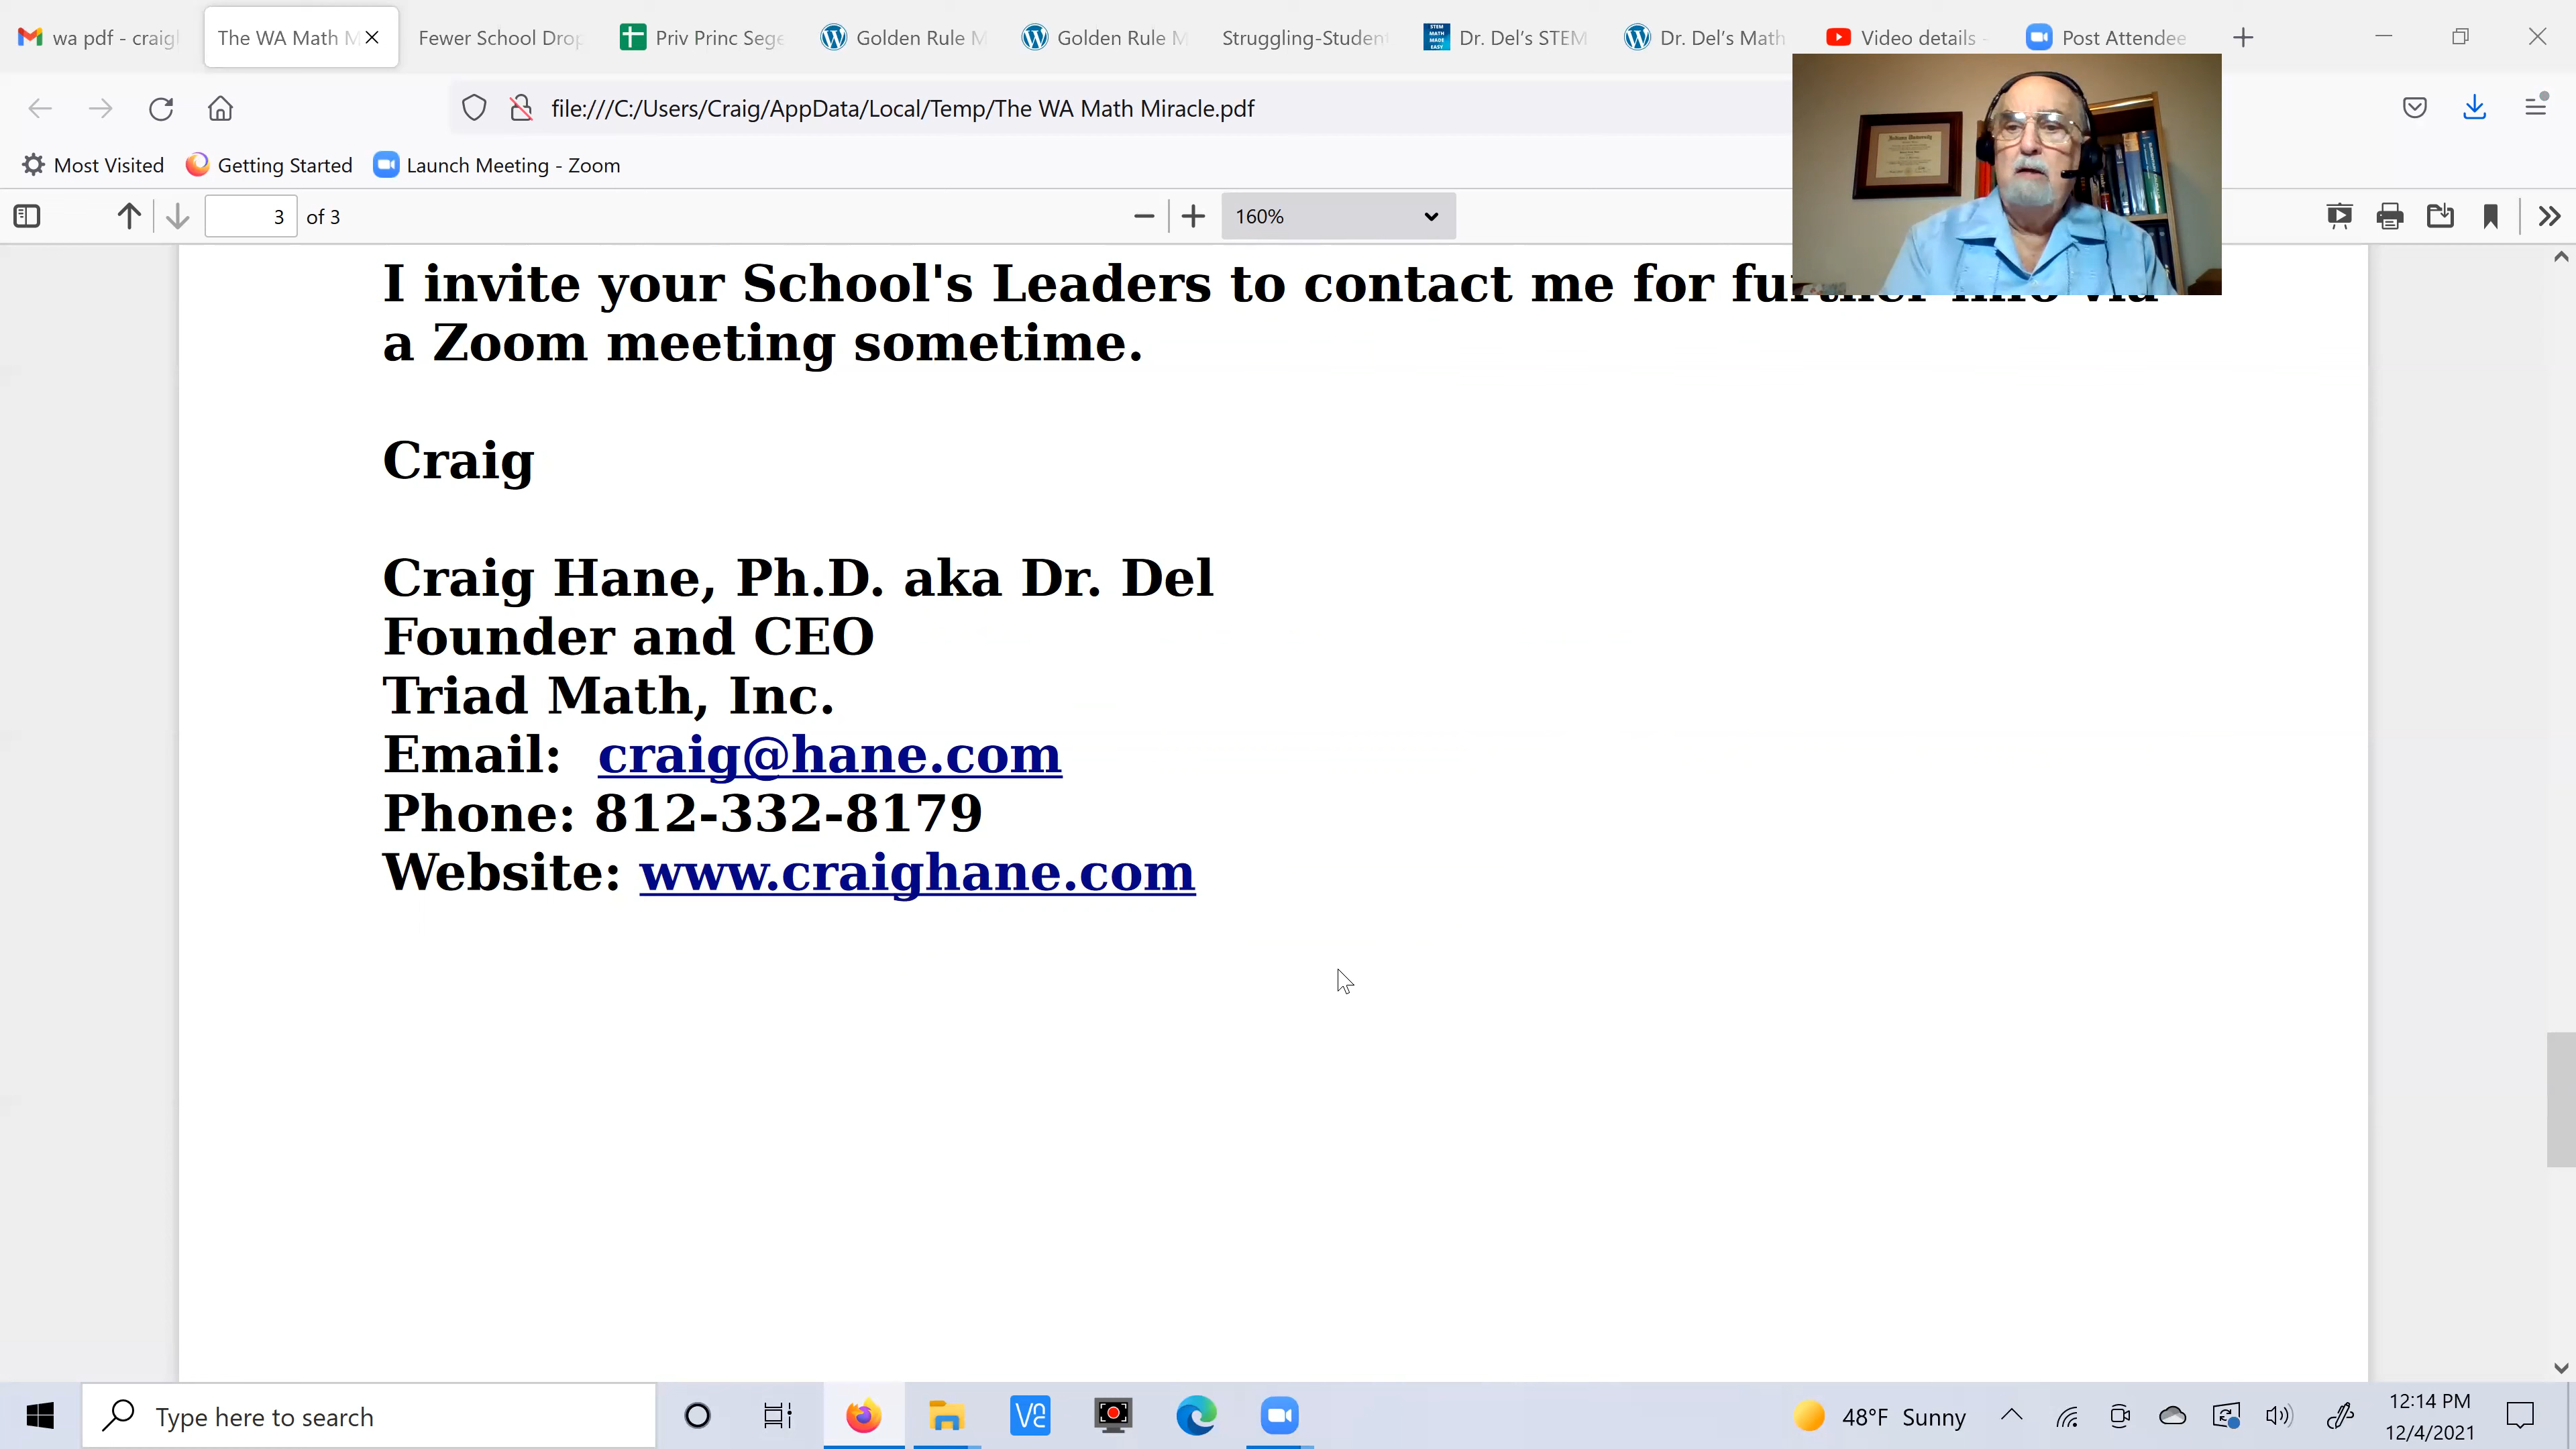 wa pdf - craig
The WA Math M
Fewer School Drop
Priv Princ Sege
Golden Rule M
Golden Rule M
Struggling-Student
Dr. Del's STEM
Dr. Del's Math
Video details -
Post Attendee
file:///C:/Users/Craig/AppData/Local/Temp/The WA Math Miracle.pdf
Most Visited
Getting Started
Launch Meeting - Zoom
3 of 3
160%
I invite your School's Leaders to contact me for further info via
a Zoom meeting sometime.
Craig
Craig Hane, Ph.D. aka Dr. Del
Founder and CEO
Triad Math, Inc.
Email: craig@hane.com
Phone: 812-332-8179
Website: www.craighane.com
Type here to search
48°F Sunny
12:14 PM
12/4/2021